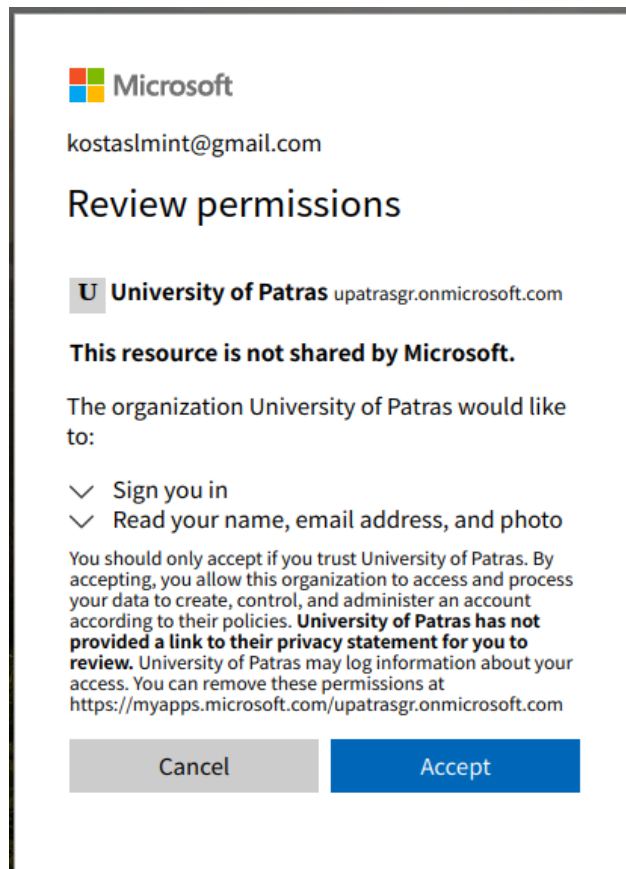 Microsoft
kostaslmint@gmail.com
Review permissions
U University of Patras upatrasgr.onmicrosoft.com
This resource is not shared by Microsoft.
The organization University of Patras would like
to:
Sign you in
Read your name, email address, and photo
You should only accept if you trust University of Patras. By
accepting, you allow this organization to access and process
your data to create, control, and administer an account
according to their policies. University of Patras has not
provided a link to their privacy statement for you to
review. University of Patras may log information about your
access. You can remove these permissions at
https://myapps.microsoft.com/upatrasgr.onmicrosoft.com
Cancel Accept